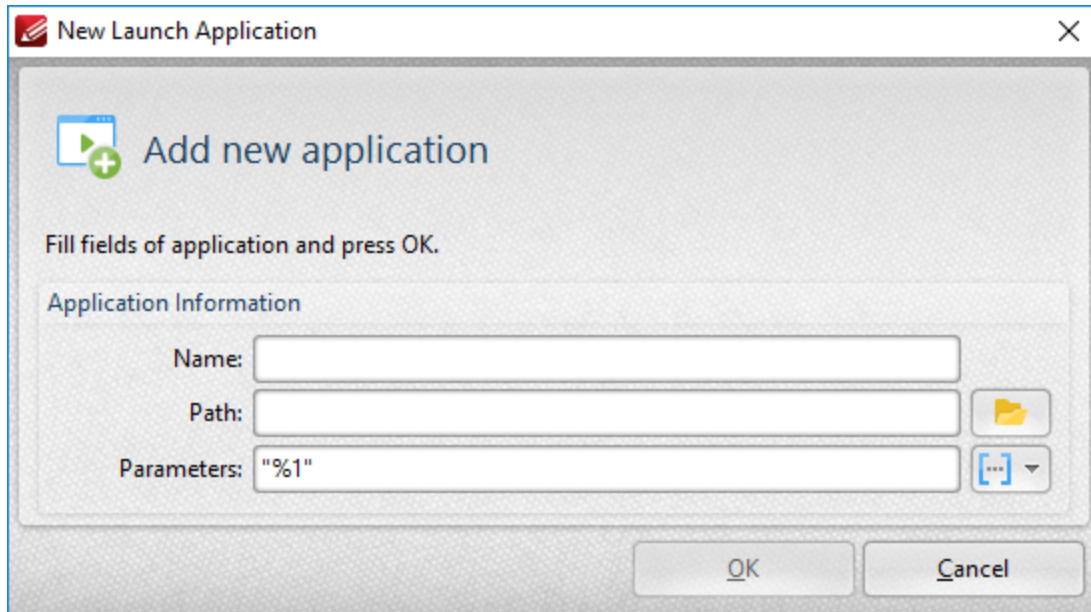 New Launch Application
Add new application
Fill fields of application and press OK.
Application Information
Name:
Path:
Parameters: "%1"
OK Cancel